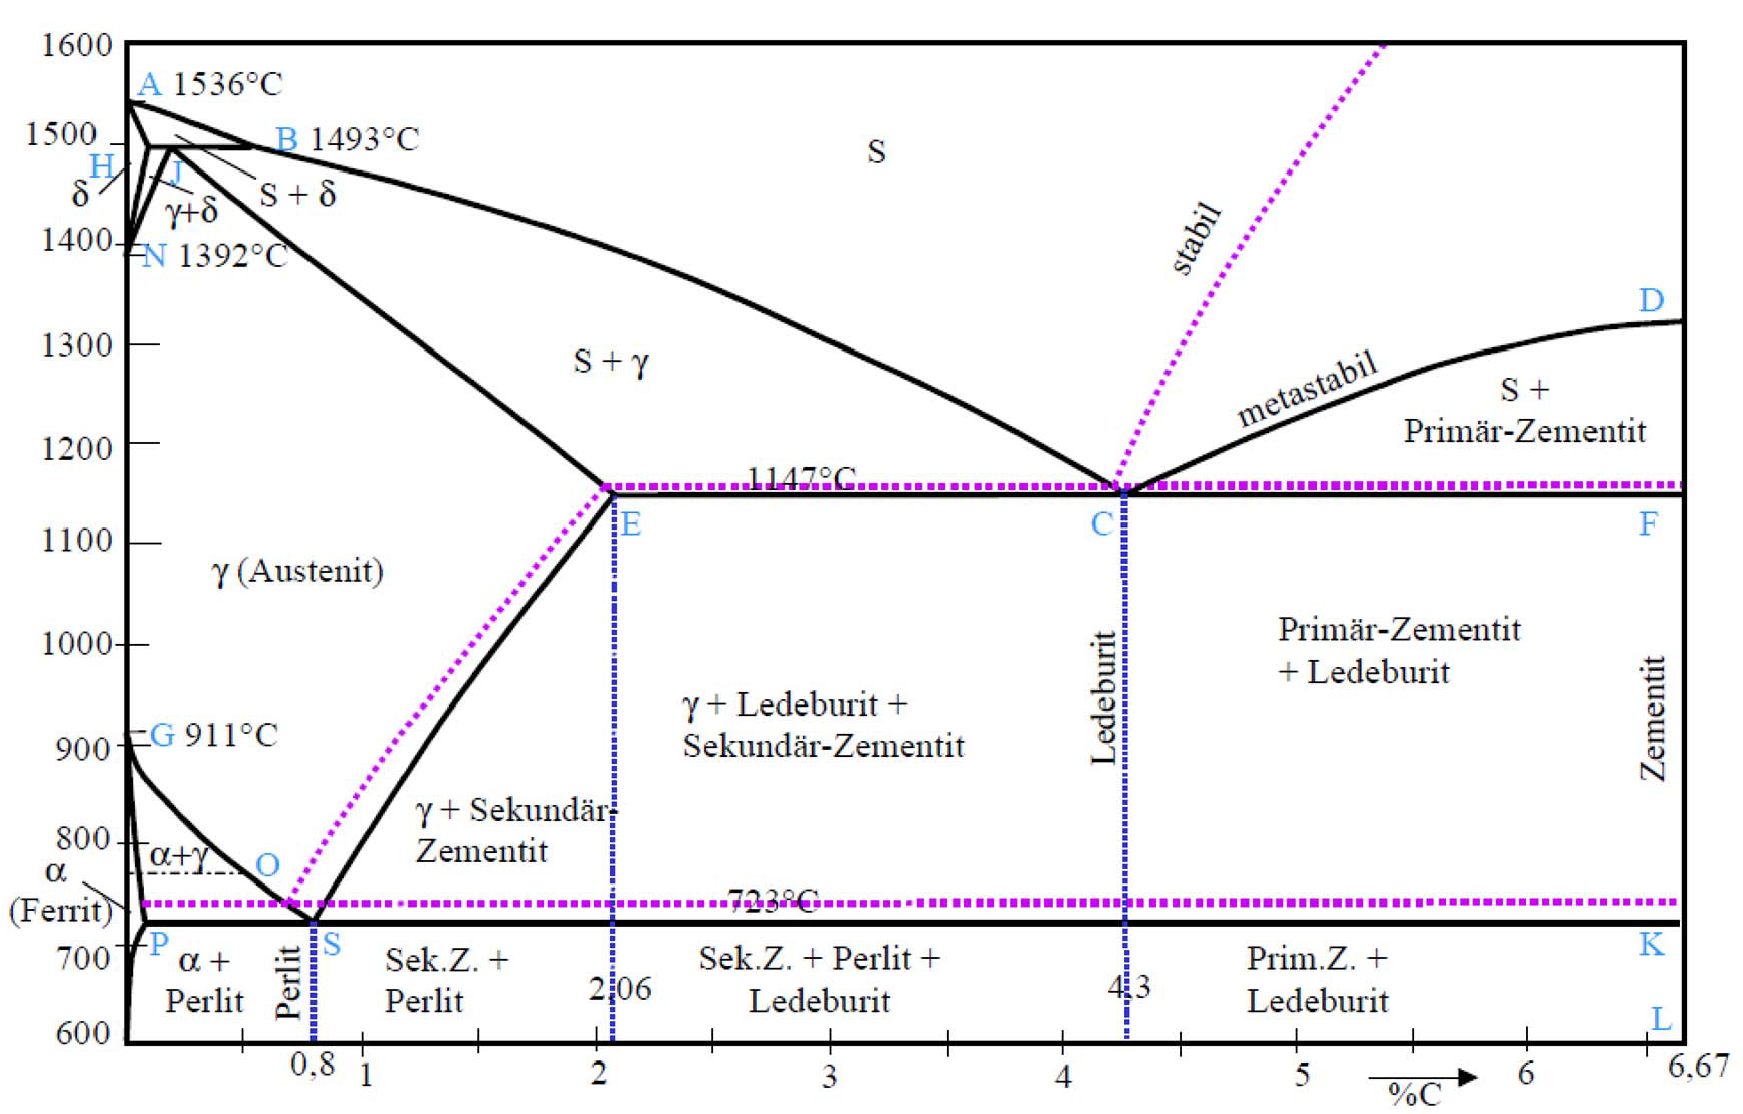 1600
A 1536°C
1500
B 1493°C
S
H
J
δ
S + δ
γ+δ
stabil
1400
N 1392°C
D
1300
S + γ
metastabil
S +
Primär-Zementit
1200
1147°C
E
C
F
1100
γ (Austenit)
1000
Primär-Zementit
+ Ledeburit
Ledeburit
Zementit
γ + Ledeburit +
Sekundär-Zementit
G 911°C
900
γ + Sekundär-
Zementit
800
α+γ
O
α
(Ferrit)
723°C
P
S
K
700
α +
Perlit
Perlit
Sek.Z. +
Perlit
2,06
Sek.Z. + Perlit +
Ledeburit
4,3
Prim.Z. +
Ledeburit
L
600
0,8
1
2
3
4
5
6
6,67
%C